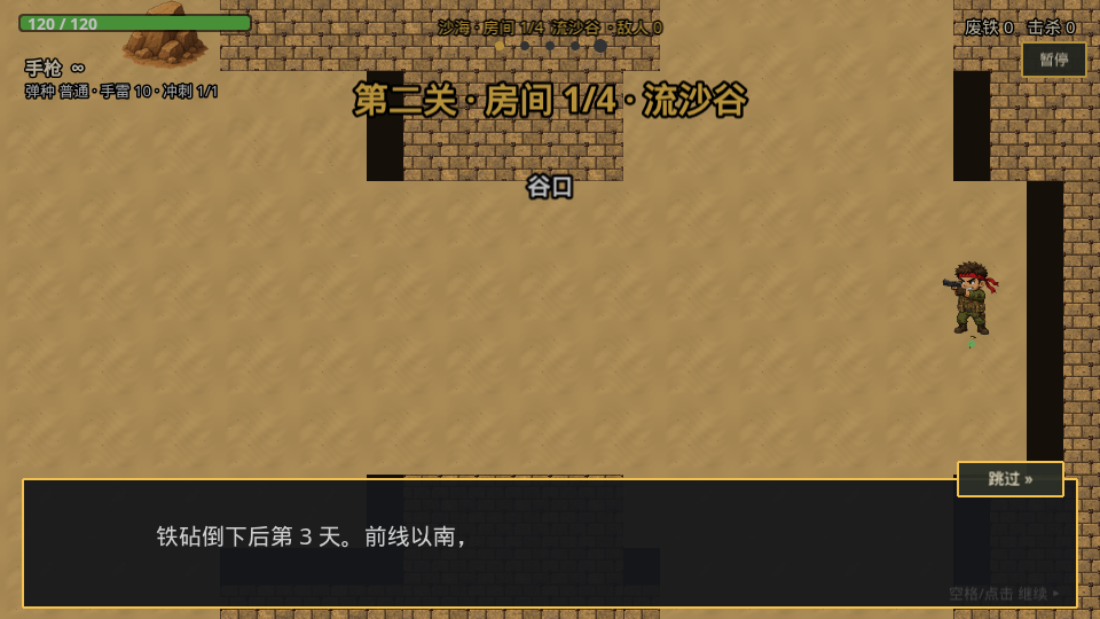 120 / 120
沙海·房间 1/4 流沙谷 ·敌人 0
废铁 0 击杀 0
暂停
手枪 ∞
弹种 普通·手雷 10·冲刺 1/1
第二关·房间 1/4·流沙谷
谷口
跳过 »
铁砧倒下后第 3 天。前线以南，
空格/点击 继续 ▸